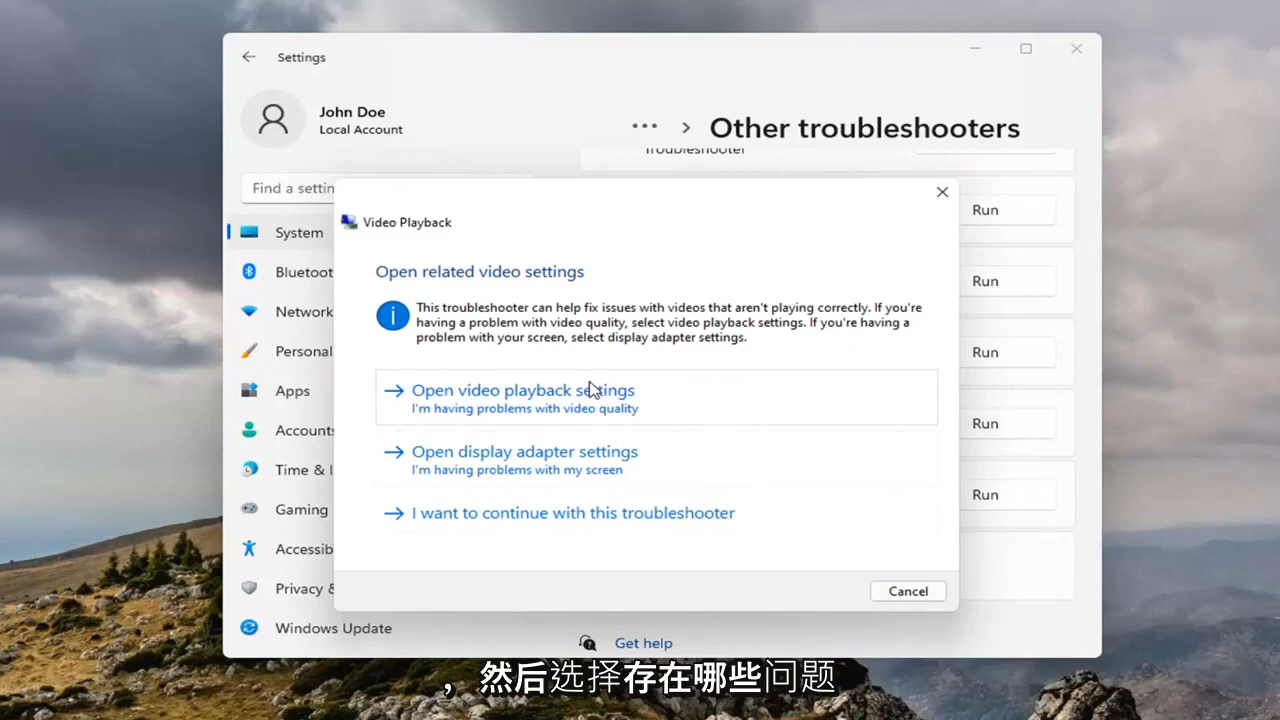 Settings
John Doe
Local Account
Other troubleshooters
Troubleshooter
Find a settin
Run
System
Bluetoot
Network
Personal
Apps
Accounts
Time & l
Gaming
Accessib
Privacy &
Windows Update
Video Playback
Open related video settings
This troubleshooter can help fix issues with videos that aren't playing correctly. If you're
having a problem with video quality, select video playback settings. If you're having a
problem with your screen, select display adapter settings.
Open video playback settings
I'm having problems with video quality
Open display adapter settings
I'm having problems with my screen
I want to continue with this troubleshooter
Cancel
Run
Run
Run
Run
Get help
，然后选择存在哪些问题